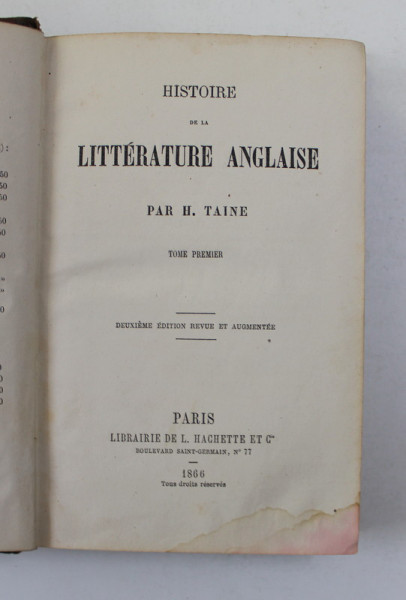 HISTOIRE
DE LA
LITTÉRATURE ANGLAISE
PAR H. TAINE
TOME PREMIER
DEUXIÈME ÉDITION REVUE ET AUGMENTÉE
PARIS
LIBRAIRIE DE L. HACHETTE ET Cie
BOULEVARD SAINT-GERMAIN, N° 77
1866
Tous droits réservés